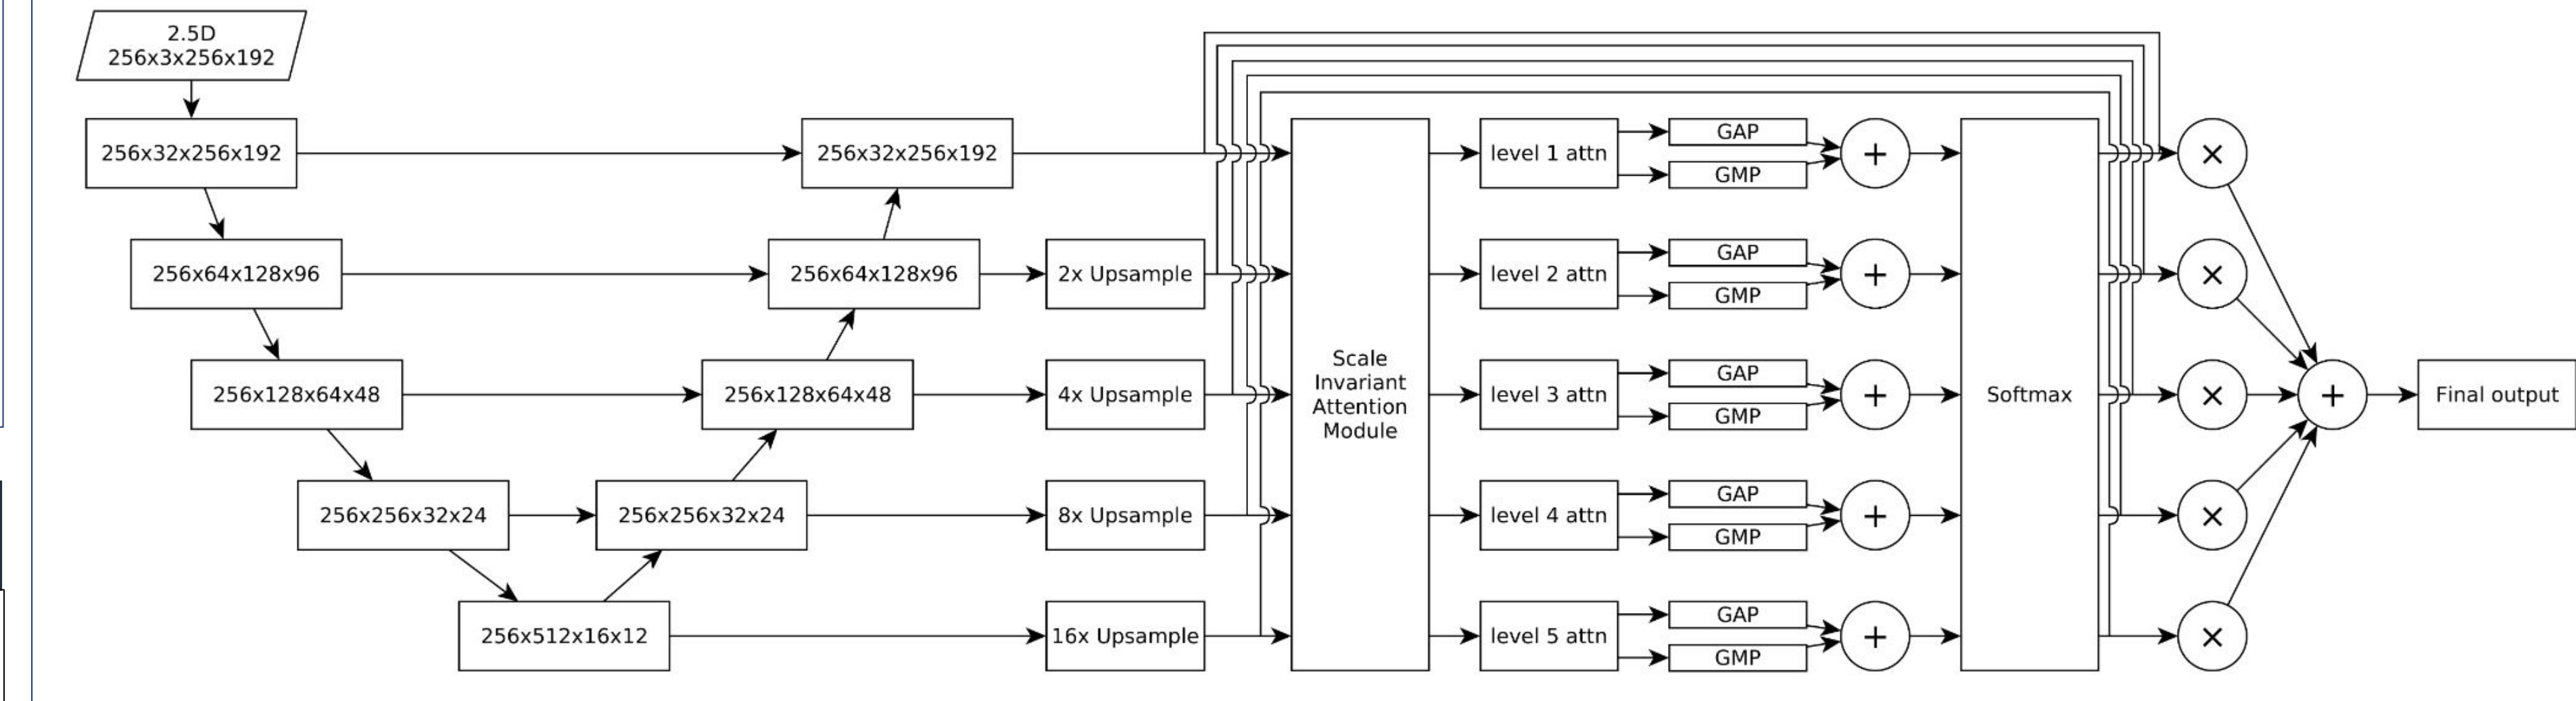 2.5D
256x3x256x192
256x32x256x192
256x32x256x192
level 1 attn
GAP
GMP
+
×
256x64x128x96
256x64x128x96
2x Upsample
level 2 attn
GAP
GMP
+
×
256x128x64x48
256x128x64x48
4x Upsample
Scale
Invariant
Attention
Module
level 3 attn
GAP
GMP
+
Softmax
×
+
Final output
256x256x32x24
256x256x32x24
8x Upsample
level 4 attn
GAP
GMP
+
×
256x512x16x12
16x Upsample
level 5 attn
GAP
GMP
+
×